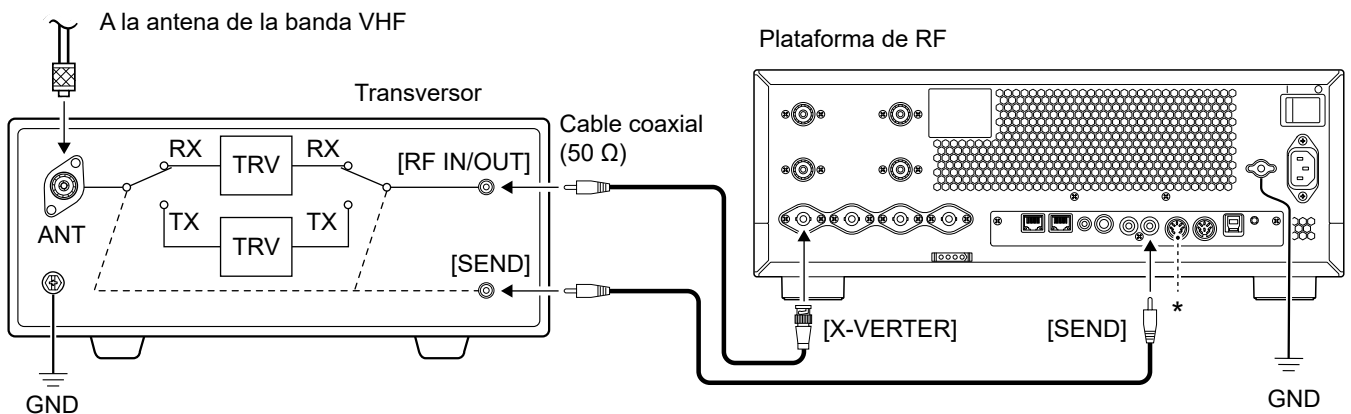 A la antena de la banda VHF
Plataforma de RF
Transversor
Cable coaxial
(50 Ω)
RX
TRV
RX
[RF IN/OUT]
TX
TRV
TX
ANT
[SEND]
[X-VERTER]
[SEND]
*
GND
GND